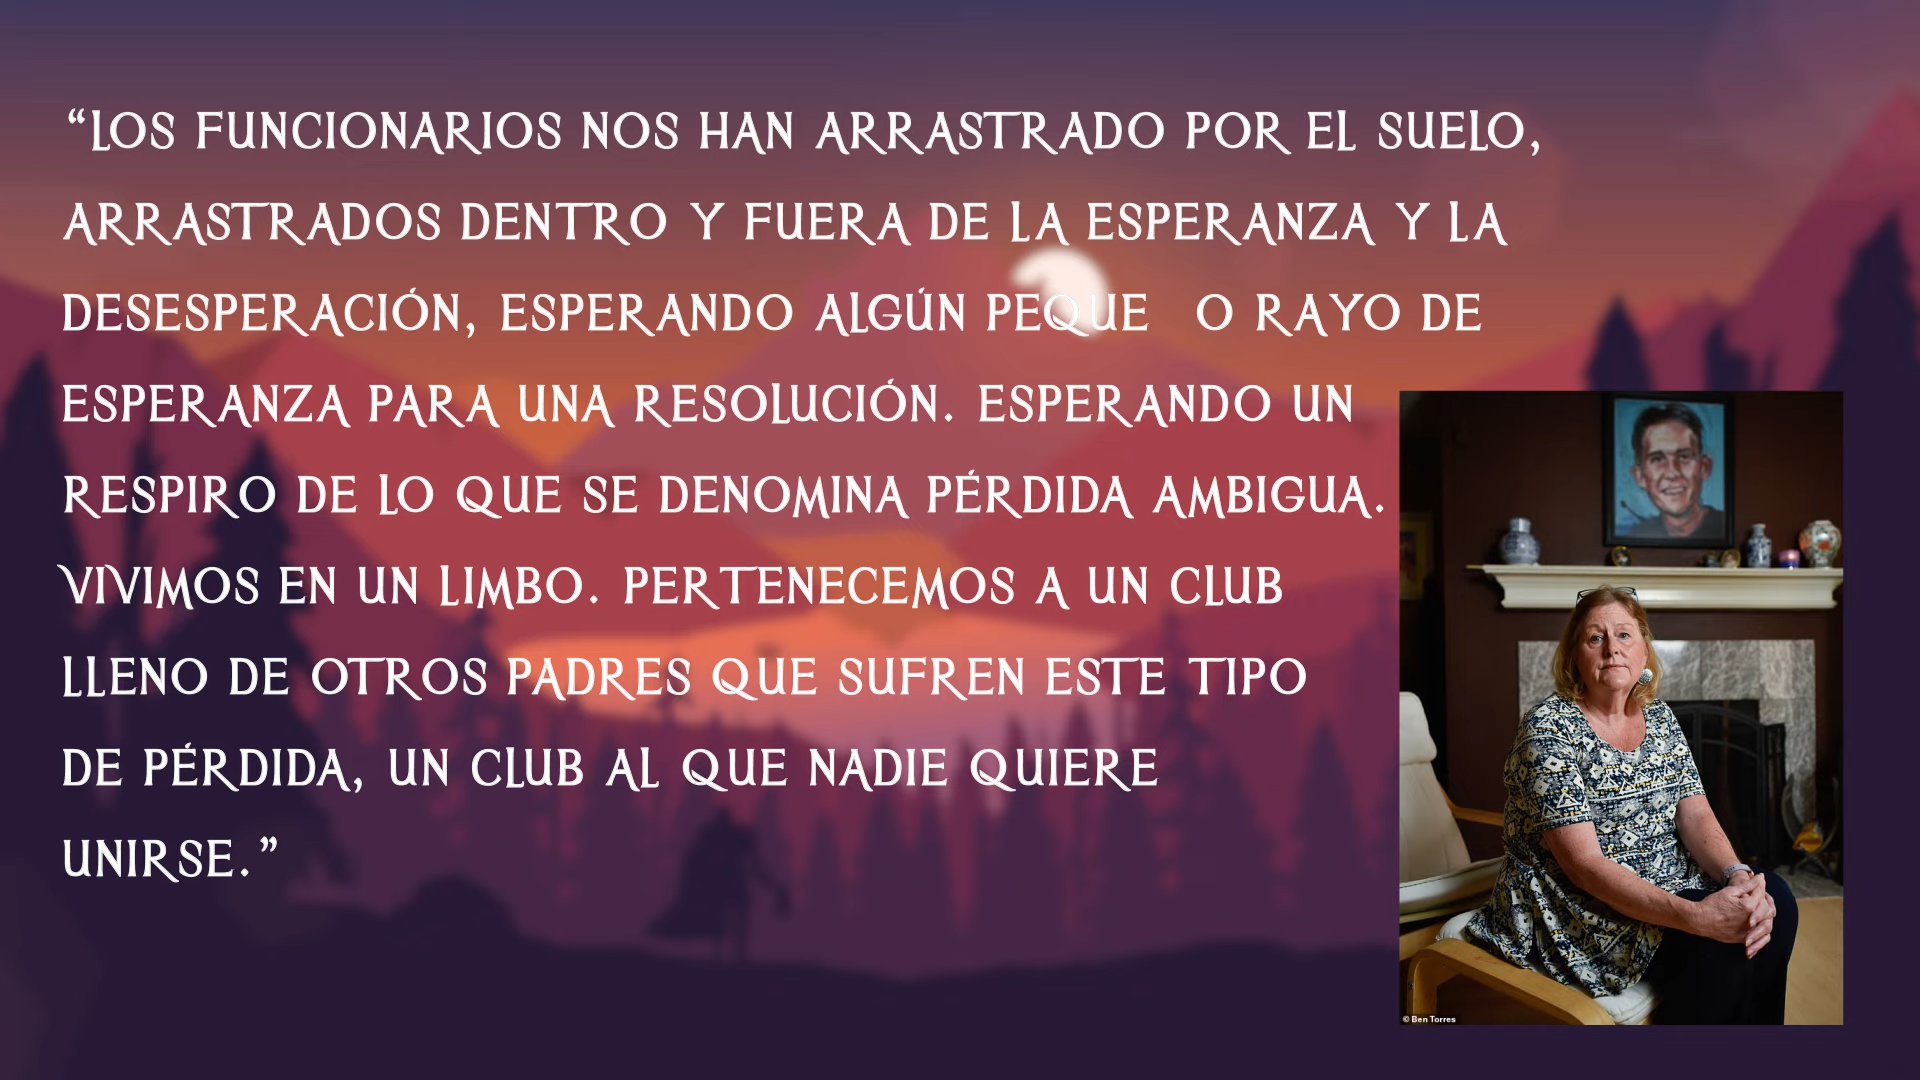 “LOS FUNCIONARIOS NOS HAN ARRASTRADO POR EL SUELO,
ARRASTRADOS DENTRO Y FUERA DE LA ESPERANZA Y LA
DESESPERACIÓN, ESPERANDO ALGÚN PEQUE O RAYO DE
ESPERANZA PARA UNA RESOLUCIÓN. ESPERANDO UN
RESPIRO DE LO QUE SE DENOMINA PÉRDIDA AMBIGUA.
VIVIMOS EN UN LIMBO. PERTENECEMOS A UN CLUB
LLENO DE OTROS PADRES QUE SUFREN ESTE TIPO
DE PÉRDIDA, UN CLUB AL QUE NADIE QUIERE
UNIRSE.”
© Ben Torres